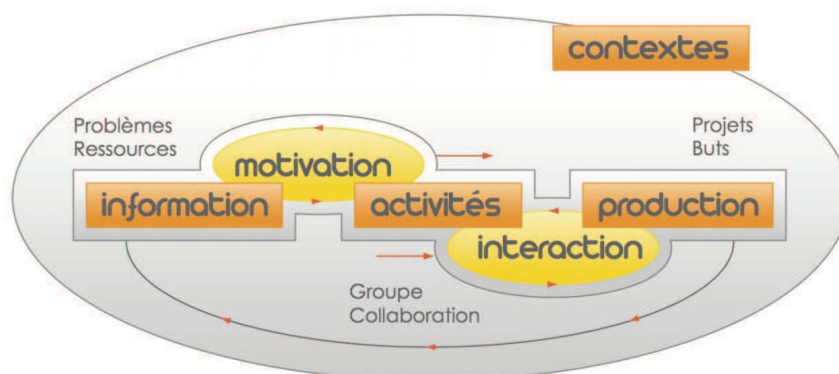 contextes
Problèmes
Ressources
Projets
Buts
motivation
information
activités
production
interaction
Groupe
Collaboration